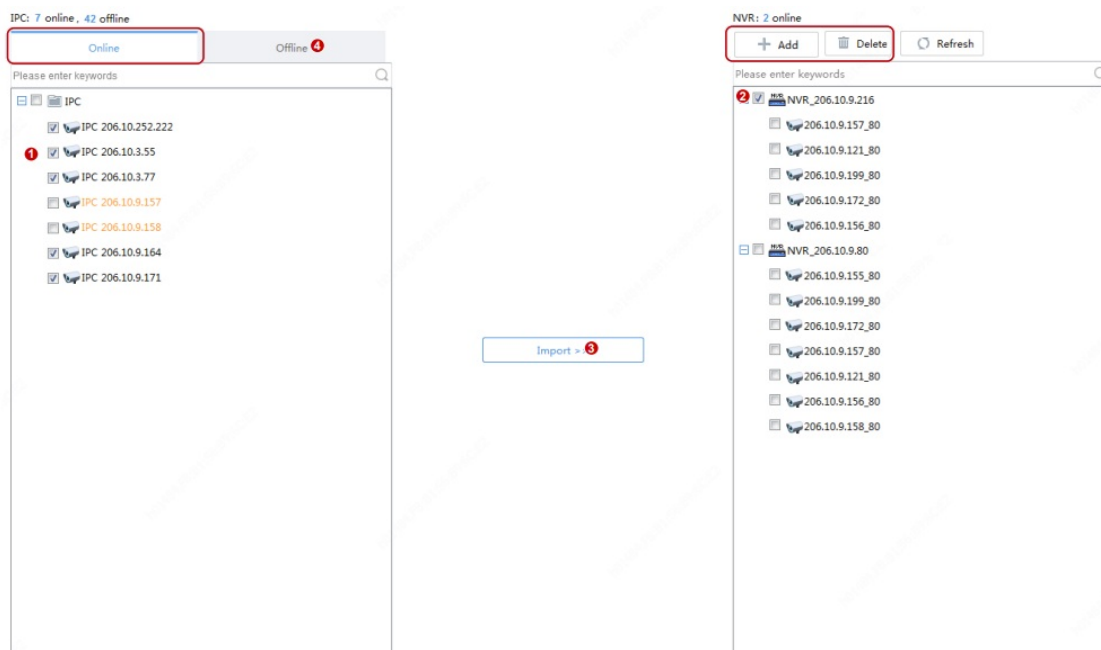 IPC: 7 online , 42 offline
Online
Offline 4
Please enter keywords
IPC
IPC 206.10.252.222
1 IPC 206.10.3.55
IPC 206.10.3.77
IPC 206.10.9.157
IPC 206.10.9.158
IPC 206.10.9.164
IPC 206.10.9.171
Import > 3
NVR: 2 online
+ Add
Delete
Refresh
Please enter keywords
2 NVR_206.10.9.216
206.10.9.157_80
206.10.9.121_80
206.10.9.199_80
206.10.9.172_80
206.10.9.156_80
NVR_206.10.9.80
206.10.9.155_80
206.10.9.199_80
206.10.9.172_80
206.10.9.157_80
206.10.9.121_80
206.10.9.156_80
206.10.9.158_80